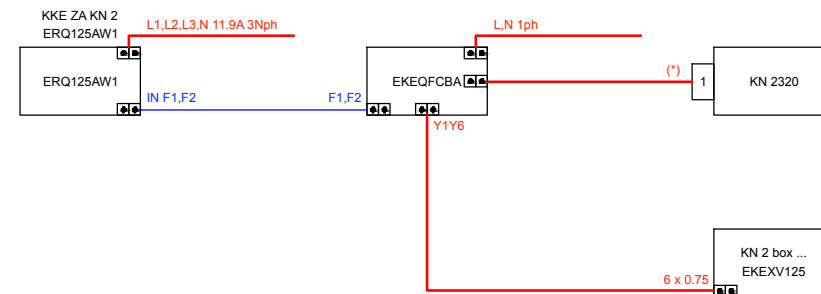 KKE ZA KN 2
ERQ125AW1
L1,L2,L3,N 11.9A 3Nph
L,N 1ph
ERQ125AW1
EKEQFCBA
(*)
1
KN 2320
IN F1,F2
F1,F2
Y1Y6
KN 2 box ...
EKEXV125
6 x 0.75